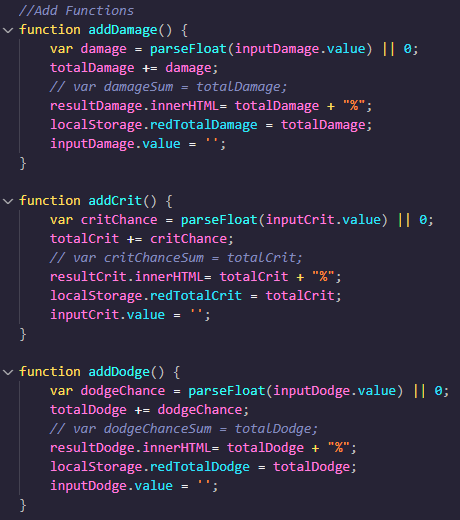 //Add Functions
function addDamage() {
var damage = parseFloat(inputDamage.value) || 0;
totalDamage += damage;
// var damageSum = totalDamage;
resultDamage.innerHTML= totalDamage + "%";
localStorage.redTotalDamage = totalDamage;
inputDamage.value = '';
}
function addCrit() {
var critChance = parseFloat(inputCrit.value) || 0;
totalCrit += critChance;
// var critChanceSum = totalCrit;
resultCrit.innerHTML= totalCrit + "%";
localStorage.redTotalCrit = totalCrit;
inputCrit.value = '';
}
function addDodge() {
var dodgeChance = parseFloat(inputDodge.value) || 0;
totalDodge += dodgeChance;
// var dodgeChanceSum = totalDodge;
resultDodge.innerHTML= totalDodge + "%";
localStorage.redTotalDodge = totalDodge;
inputDodge.value = '';
}